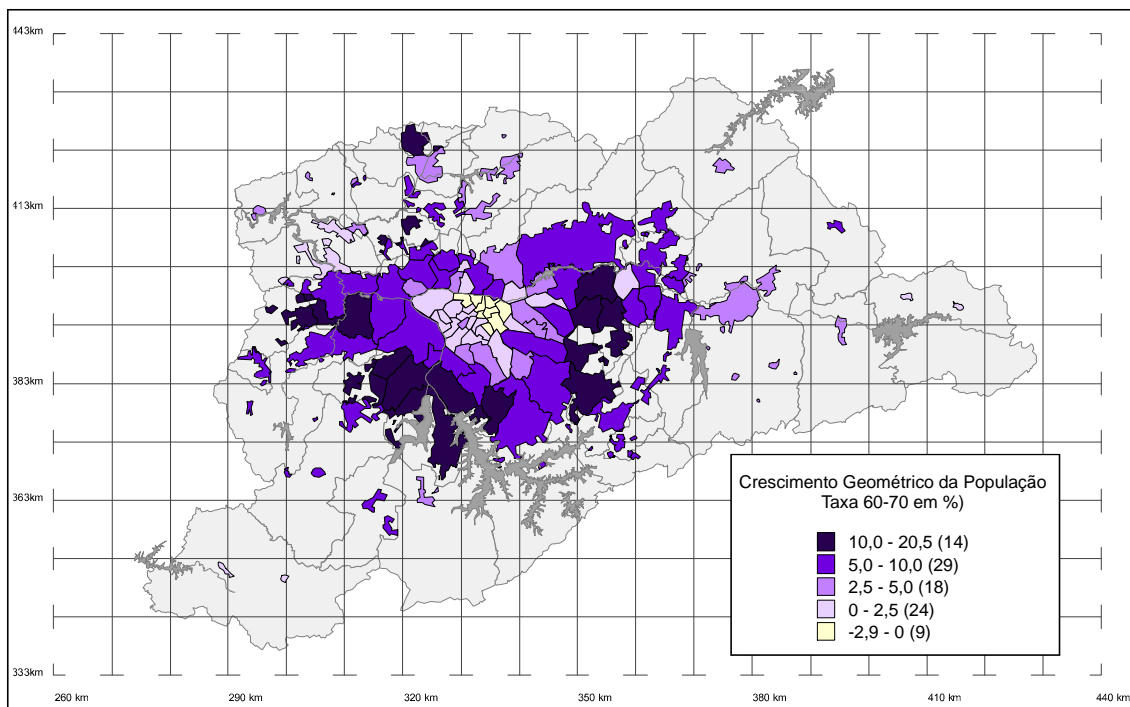 443km
413km
383km
363km
333km
Crescimento Geométrico da População
Taxa 60-70 em %)
10,0 - 20,5 (14)
5,0 - 10,0 (29)
2,5 - 5,0 (18)
0 - 2,5 (24)
-2,9 - 0 (9)
260 km 290 km 320 km 350 km 380 km 410 km 440 km